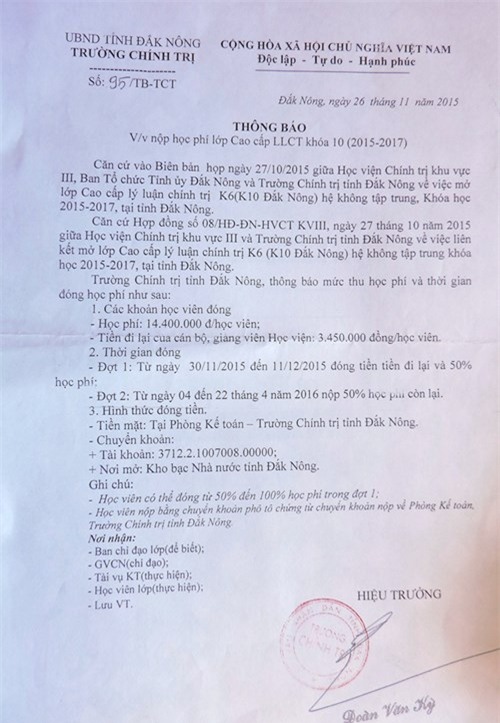 UBND TỈNH ĐẮK NÔNG
TRƯỜNG CHÍNH TRỊ
Số: 95/TB-TCT
CỘNG HÒA XÃ HỘI CHỦ NGHĨA VIỆT NAM
Độc lập - Tự do - Hạnh phúc
Đắk Nông, ngày 26 tháng 11 năm 2015
THÔNG BÁO
V/v nộp học phí lớp Cao cấp LLCT khóa 10 (2015-2017)
Căn cứ vào Biên bản họp ngày 27/10/2015 giữa Học viện Chính trị khu vực
III, Ban Tổ chức Tỉnh ủy Đắk Nông và Trường Chính trị tỉnh Đắk Nông về việc mở
lớp Cao cấp lý luận chính trị K6(K10 Đắk Nông) hệ không tập trung, Khóa học
2015-2017, tại tỉnh Đắk Nông.
Căn cứ Hợp đồng số 08/HĐ-ĐN-HVCT KVIII, ngày 27 tháng 10 năm 2015
giữa Học viện Chính trị khu vực III và Trường Chính trị tỉnh Đắk Nông về việc liên
kết mở lớp Cao cấp lý luận chính trị K6 (K10 Đắk Nông) hệ không tập trung khóa
học 2015-2017, tại tỉnh Đắk Nông.
Trường Chính trị tỉnh Đắk Nông, thông báo mức thu học phí và thời gian
đóng học phí như sau:
1. Các khoản học viên đóng
- Học phí: 14.400.000 đ/học viên;
- Tiền đi lại của cán bộ, giảng viên Học viện: 3.450.000 đồng/học viên.
2. Thời gian đóng
- Đợt 1: Từ ngày 30/11/2015 đến 11/12/2015 đóng tiền tiền đi lại và 50%
học phí:
- Đợt 2: Từ ngày 04 đến 22 tháng 4 năm 2016 nộp 50% học phí còn lại.
3. Hình thức đóng tiền.
- Tiền mặt: Tại Phòng Kế toán – Trường Chính trị tỉnh Đắk Nông.
- Chuyển khoản:
+ Tài khoản: 3712.2.1007008.00000;
+ Nơi mở: Kho bạc Nhà nước tỉnh Đắk Nông.
Ghi chú:
- Học viên có thể đóng từ 50% đến 100% học phí trong đợt 1;
- Học viên nộp bằng chuyển khoản phô tô chứng từ chuyển khoản nộp về Phòng Kế toán,
Trường Chính trị tỉnh Đắk Nông.
Nơi nhận:
- Ban chỉ đạo lớp(để biết);
- GVCN(chỉ đạo);
- Tài vụ KT(thực hiện);
- Học viên lớp(thực hiện);
- Lưu VT.
HIỆU TRƯỞNG
TRƯỜNG
CHÍNH TRỊ
Đoàn Văn Kỳ